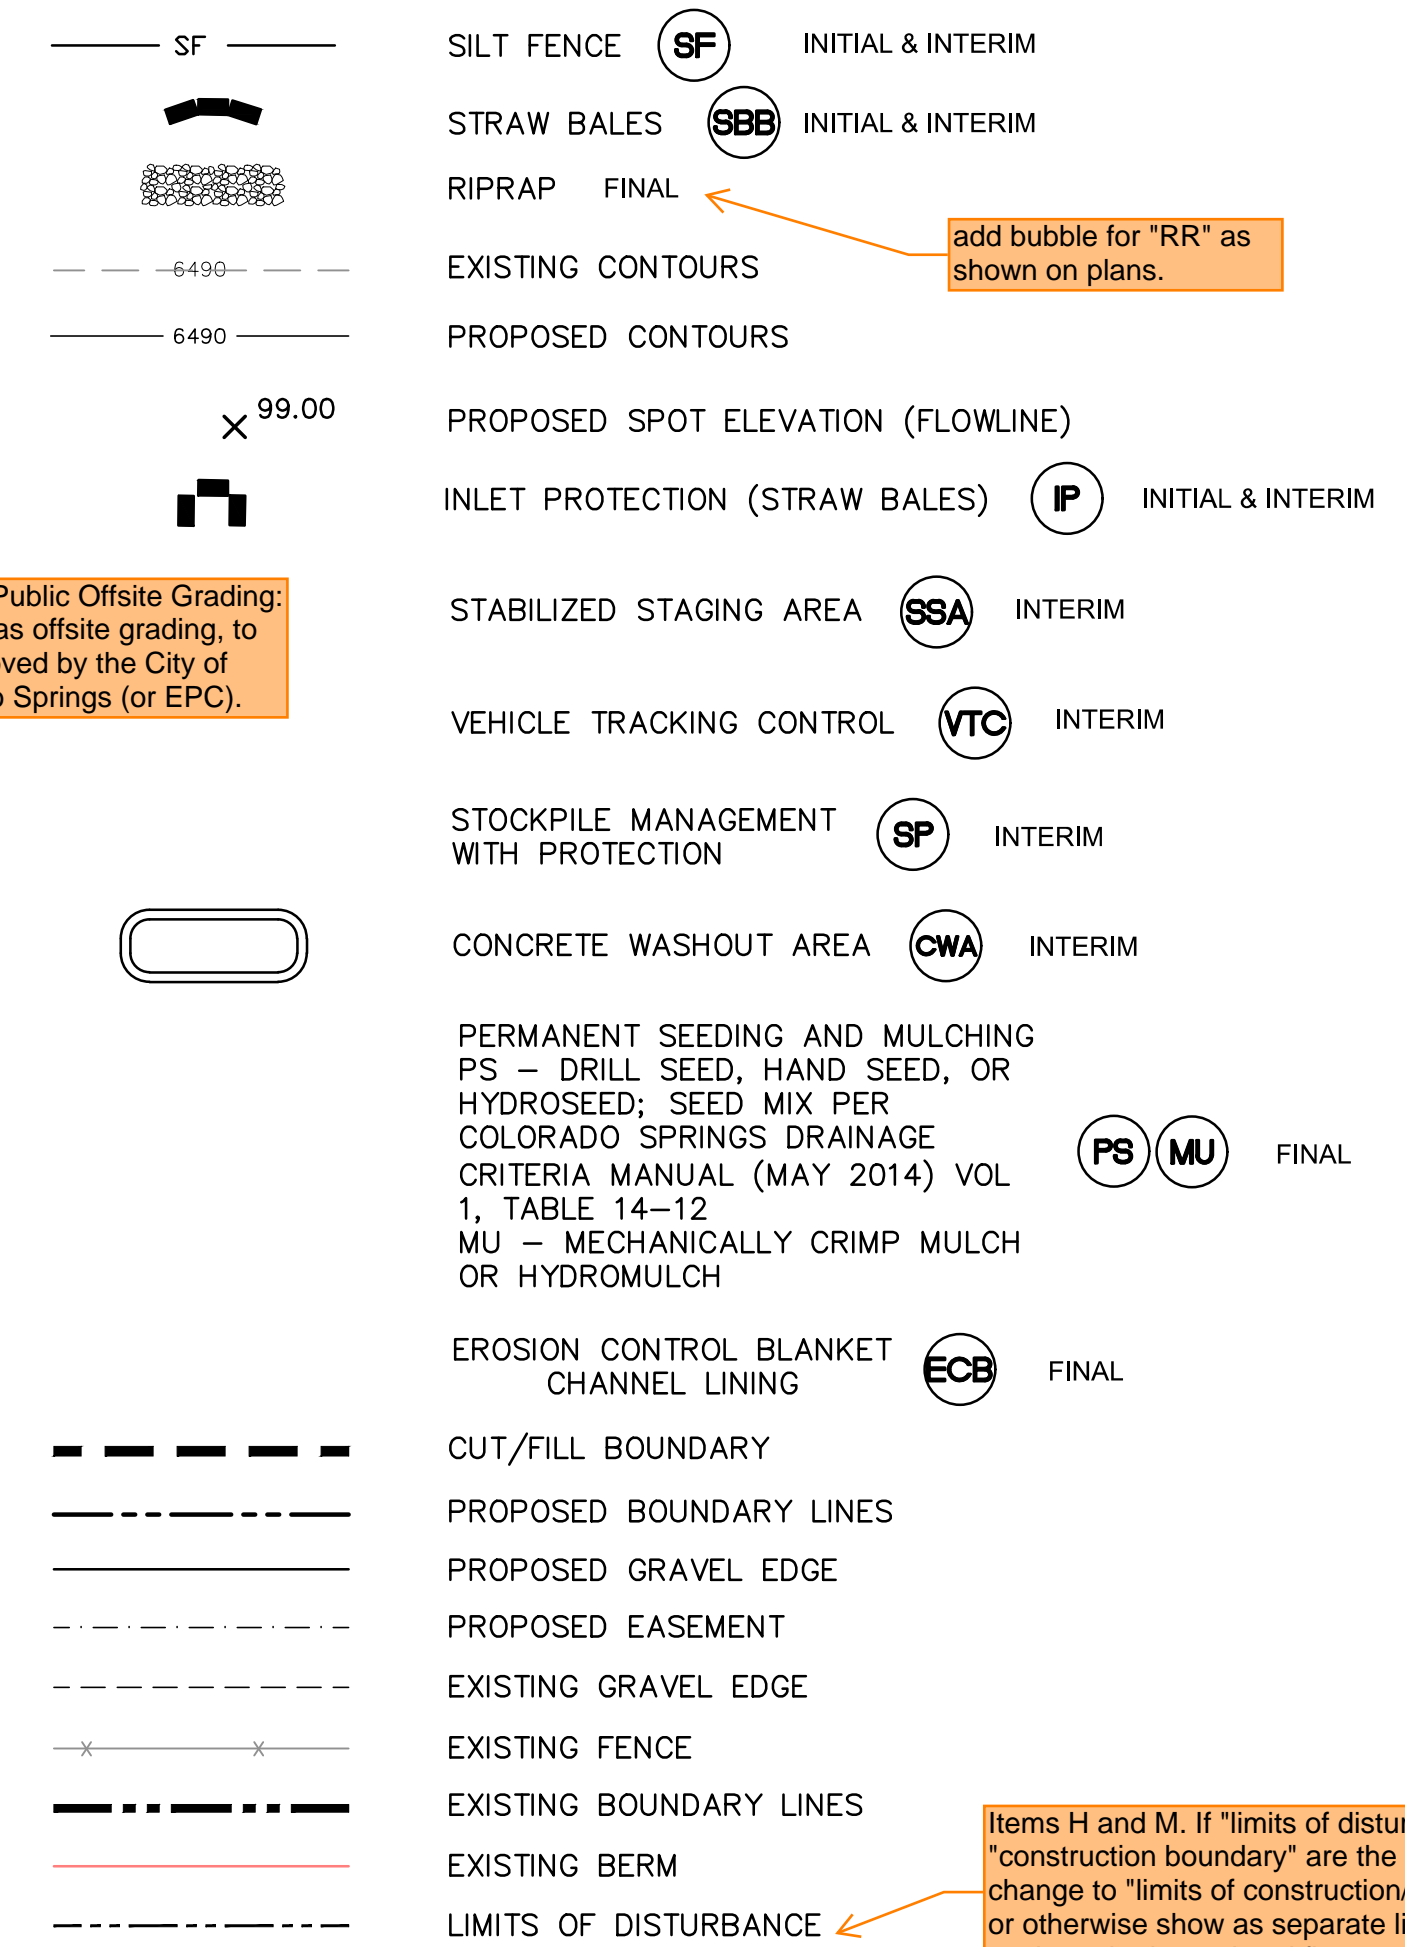 SF SILT FENCE SF INITIAL & INTERIM
STRAW BALES SBB INITIAL & INTERIM
RIPRAP FINAL
add bubble for "RR" as
shown on plans.
6490 EXISTING CONTOURS
6490 PROPOSED CONTOURS
99.00 PROPOSED SPOT ELEVATION (FLOWLINE)
INLET PROTECTION (STRAW BALES) IP INITIAL & INTERIM
Public Offsite Grading:
as offsite grading, to
by the City of
Springs (or EPC).
STABILIZED STAGING AREA SSA INTERIM
VEHICLE TRACKING CONTROL VTC INTERIM
STOCKPILE MANAGEMENT
WITH PROTECTION SP INTERIM
CONCRETE WASHOUT AREA CWA INTERIM
PERMANENT SEEDING AND MULCHING
PS – DRILL SEED, HAND SEED, OR
HYDROSEED; SEED MIX PER
COLORADO SPRINGS DRAINAGE
CRITERIA MANUAL (MAY 2014) VOL
1, TABLE 14–12
MU – MECHANICALLY CRIMP MULCH
OR HYDROMULCH
PS MU FINAL
EROSION CONTROL BLANKET
CHANNEL LINING
ECB FINAL
CUT/FILL BOUNDARY
PROPOSED BOUNDARY LINES
PROPOSED GRAVEL EDGE
PROPOSED EASEMENT
EXISTING GRAVEL EDGE
EXISTING FENCE
EXISTING BOUNDARY LINES
EXISTING BERM
LIMITS OF DISTURBANCE
Items H and M. If "limits of
"construction boundary" are the
change to "limits of construction/
or otherwise show as separate